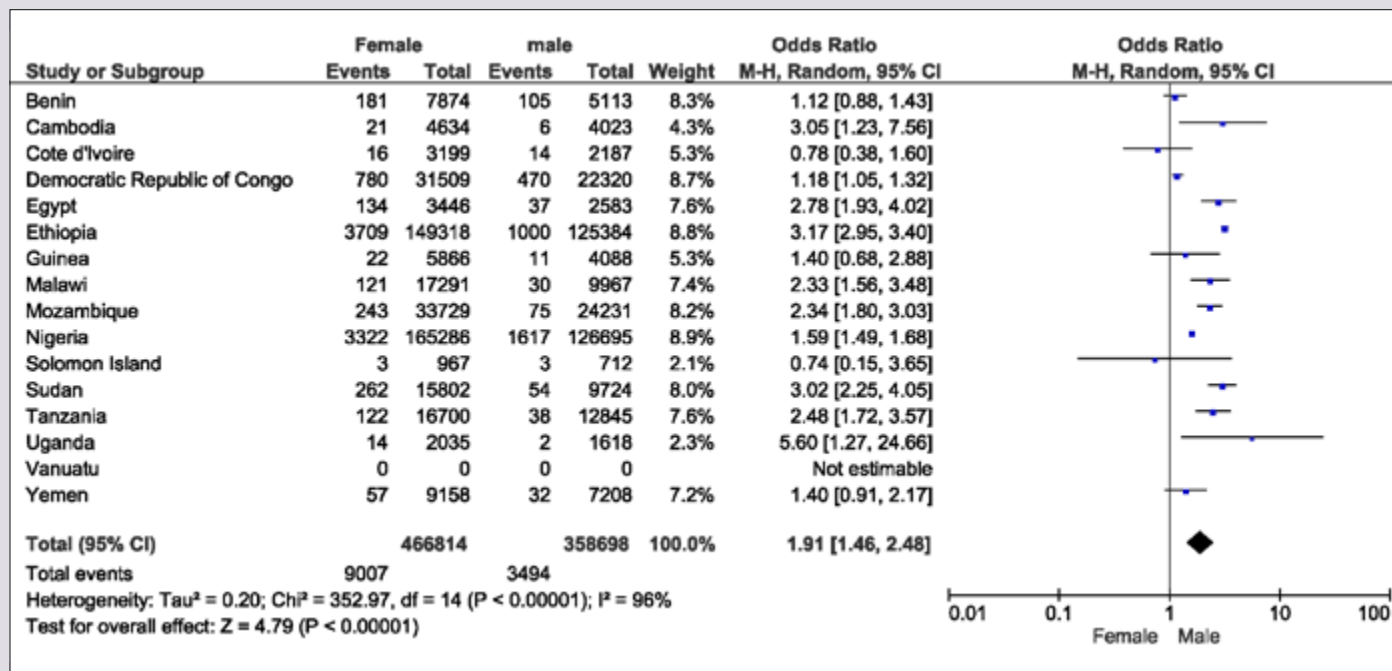 Female male Odds Ratio Odds Ratio
Study or Subgroup Events Total Events Total Weight M-H, Random, 95% CI M-H, Random, 95% CI
Benin 181 7874 105 5113 8.3% 1.12 [0.88, 1.43]
Cambodia 21 4634 6 4023 4.3% 3.05 [1.23, 7.56]
Cote d'Ivoire 16 3199 14 2187 5.3% 0.78 [0.38, 1.60]
Democratic Republic of Congo 780 31509 470 22320 8.7% 1.18 [1.05, 1.32]
Egypt 134 3446 37 2583 7.6% 2.78 [1.93, 4.02]
Ethiopia 3709 149318 1000 125384 8.8% 3.17 [2.95, 3.40]
Guinea 22 5866 11 4088 5.3% 1.40 [0.68, 2.88]
Malawi 121 17291 30 9967 7.4% 2.33 [1.56, 3.48]
Mozambique 243 33729 75 24231 8.2% 2.34 [1.80, 3.03]
Nigeria 3322 165286 1617 126695 8.9% 1.59 [1.49, 1.68]
Solomon Island 3 967 3 712 2.1% 0.74 [0.15, 3.65]
Sudan 262 15802 54 9724 8.0% 3.02 [2.25, 4.05]
Tanzania 122 16700 38 12845 7.6% 2.48 [1.72, 3.57]
Uganda 14 2035 2 1618 2.3% 5.60 [1.27, 24.66]
Vanuatu 0 0 0 0 Not estimable
Yemen 57 9158 32 7208 7.2% 1.40 [0.91, 2.17]
Total (95% CI) 466814 358698 100.0% 1.91 [1.46, 2.48]
Total events 9007 3494
Heterogeneity: Tau² = 0.20; Chi² = 352.97, df = 14 (P < 0.00001); I² = 96%
Test for overall effect: Z = 4.79 (P < 0.00001)
0.01 0.1 1 10 100
Female Male